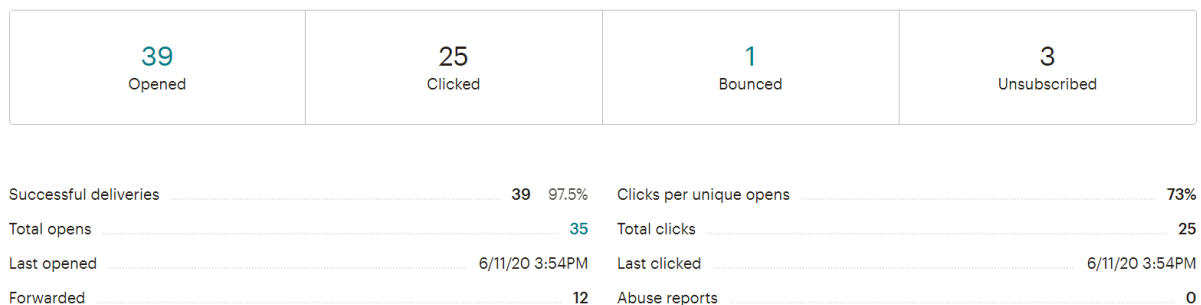 39 25 1 3
Opened Clicked Bounced Unsubscribed
Successful deliveries 39 97.5% Clicks per unique opens 73%
Total opens 35 Total clicks 25
Last opened 6/11/20 3:54PM Last clicked 6/11/20 3:54PM
Forwarded 12 Abuse reports 0